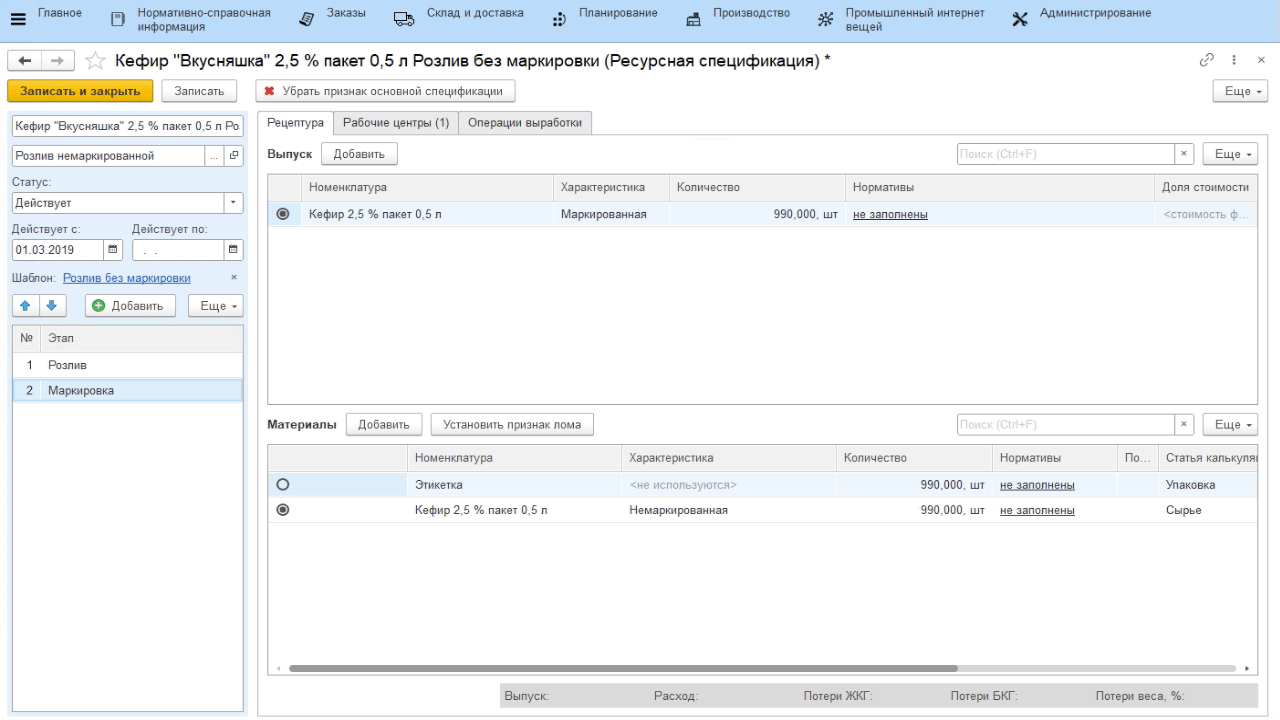 Главное
Нормативно-справочная
информация
Заказы
Склад и доставка
Планирование
Производство
Промышленный интернет
вещей
Администрирование
Кефир "Вкусняшка" 2,5 % пакет 0,5 л Розлив без маркировки (Ресурсная спецификация) *
Записать и закрыть
Записать
Убрать признак основной спецификации
Еще
Кефир "Вкусняшка" 2,5 % пакет 0,5 л Ро
Розлив немаркированной
...
Статус:
Действует
Действует с:
Действует по:
01.03.2019
. .
Шаблон: Розлив без маркировки
Добавить
Еще
№ Этап
1 Розлив
2 Маркировка
Рецептура
Рабочие центры (1)
Операции выработки
Выпуск
Добавить
Поиск (Ctrl+F)
Еще
Номенклатура Характеристика Количество Нормативы Доля стоимости
Кефир 2,5 % пакет 0,5 л Маркированная 990,000, шт не заполнены <стоимость ф...
Материалы
Добавить
Установить признак лома
Поиск (Ctrl+F)
Еще
Номенклатура Характеристика Количество Нормативы По... Статья калькуля
Этикетка <не используются> 990,000, шт не заполнены Упаковка
Кефир 2,5 % пакет 0,5 л Немаркированная 990,000, шт не заполнены Сырье
Выпуск: Расход: Потери ЖКГ: Потери БКГ: Потери веса, %: